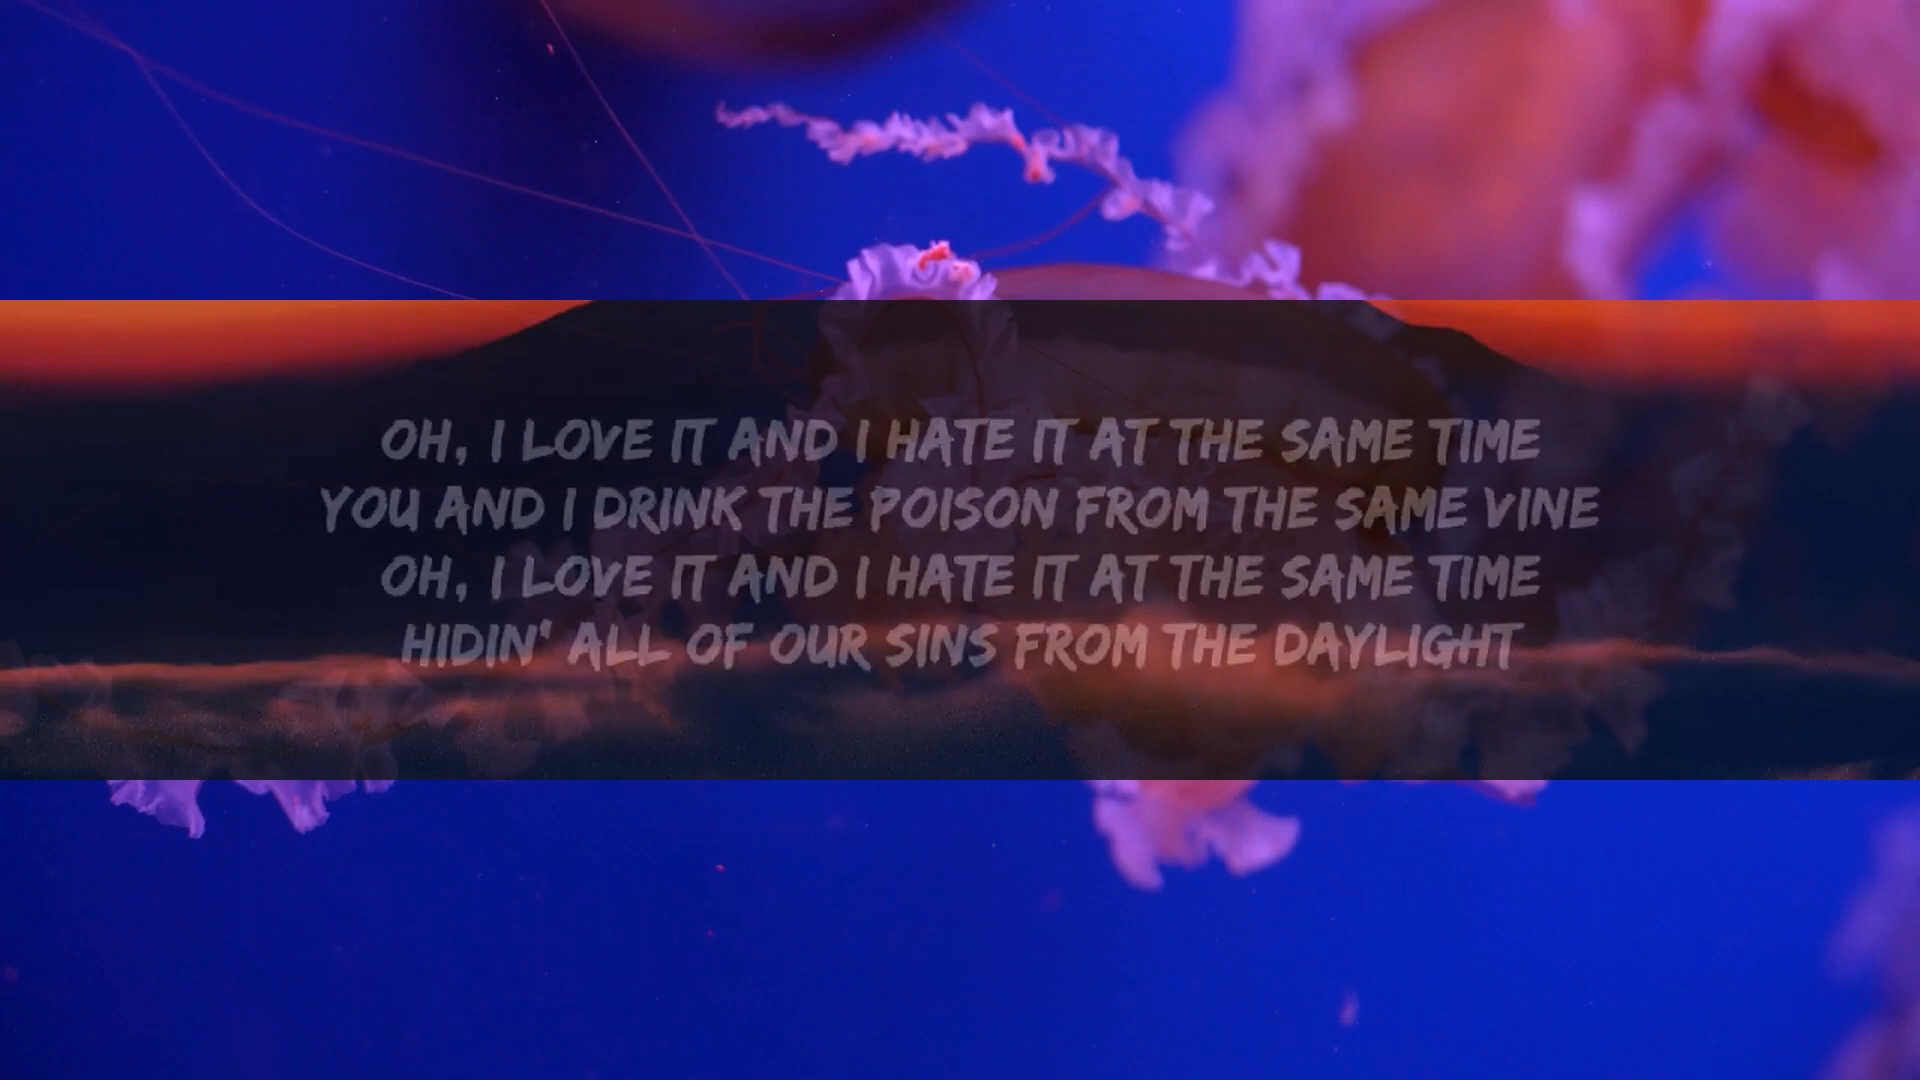 OH, I LOVE IT AND I HATE IT AT THE SAME TIME
YOU AND I DRINK THE POISON FROM THE SAME VINE
OH, I LOVE IT AND I HATE IT AT THE SAME TIME
HIDIN' ALL OF OUR SINS FROM THE DAYLIGHT